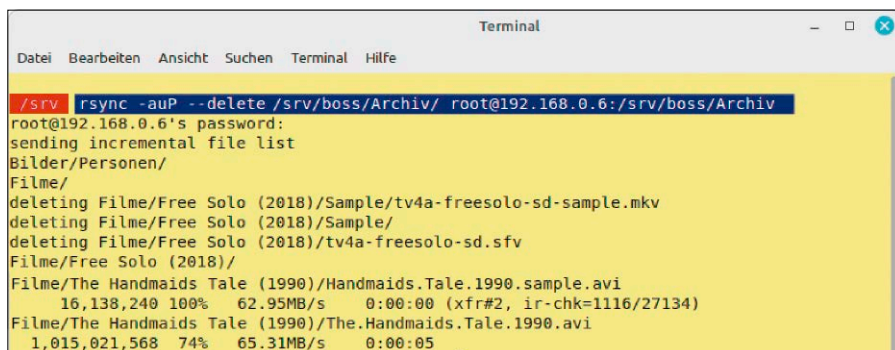 Terminal
Datei Bearbeiten Ansicht Suchen Terminal Hilfe
/srv rsync -auP --delete /srv/boss/Archiv/ root@192.168.0.6:/srv/boss/Archiv
root@192.168.0.6's password:
sending incremental file list
Bilder/Personen/
Filme/
deleting Filme/Free Solo (2018)/Sample/tv4a-freesolo-sd-sample.mkv
deleting Filme/Free Solo (2018)/Sample/
deleting Filme/Free Solo (2018)/tv4a-freesolo-sd.sfv
Filme/Free Solo (2018)/
Filme/The Handmaids Tale (1990)/Handmaids.Tale.1990.sample.avi
16,138,240 100% 62.95MB/s 0:00:00 (xfr#2, ir-chk=1116/27134)
Filme/The Handmaids Tale (1990)/The.Handmaids.Tale.1990.avi
1,015,021,568 74% 65.31MB/s 0:00:05